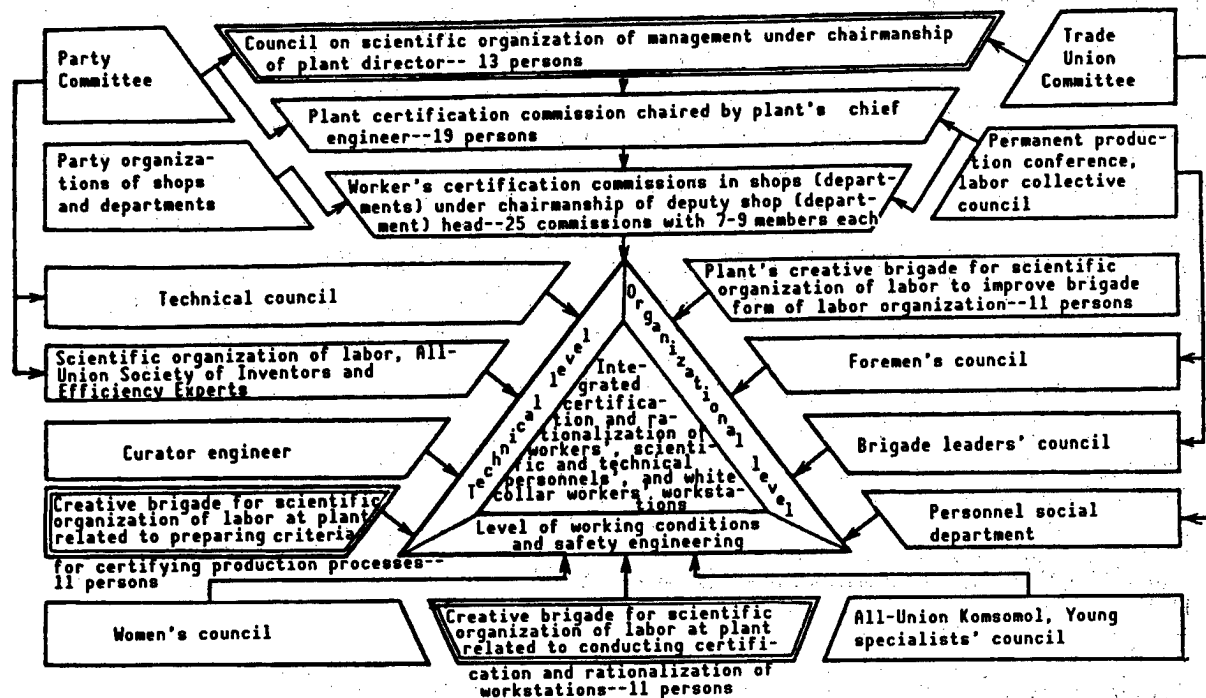 Party
Committee
Council on scientific organization of management under chairmanship
of plant director-- 13 persons
Trade
Union
Committee
Plant certification commission chaired by plant's chief
engineer--19 persons
Party organiza-
tions of shops
and departments
Worker's certification commissions in shops (depart-
ments) under chairmanship of deputy shop (depart-
ment) head--25 commissions with 7-9 members each
Permanent produc-
tion conference,
labor collective
council
Technical council
Scientific organization of labor, All-
Union Society of Inventors and
Efficiency Experts
Curator engineer
Creative brigade for scientific
organization of labor at plant
related to preparing criteria
for certifying production processes--
11 persons
Technical level
Organizational level
Inte-
grated
certifica-
tion and ra-
tionalization of
workers', scienti-
fic and technical
personnels', and white
collar workers' worksta-
tions
Level of working conditions
and safety engineering
Plant's creative brigade for scientific
organization of labor to improve brigade
form of labor organization--11 persons
Foremen's council
Brigade leaders' council
Personnel social
department
Women's council
Creative brigade for scientific
organization of labor at plant
related to conducting certifi-
cation and rationalization of
workstations--11 persons
All-Union Komsomol, Young
specialists' council